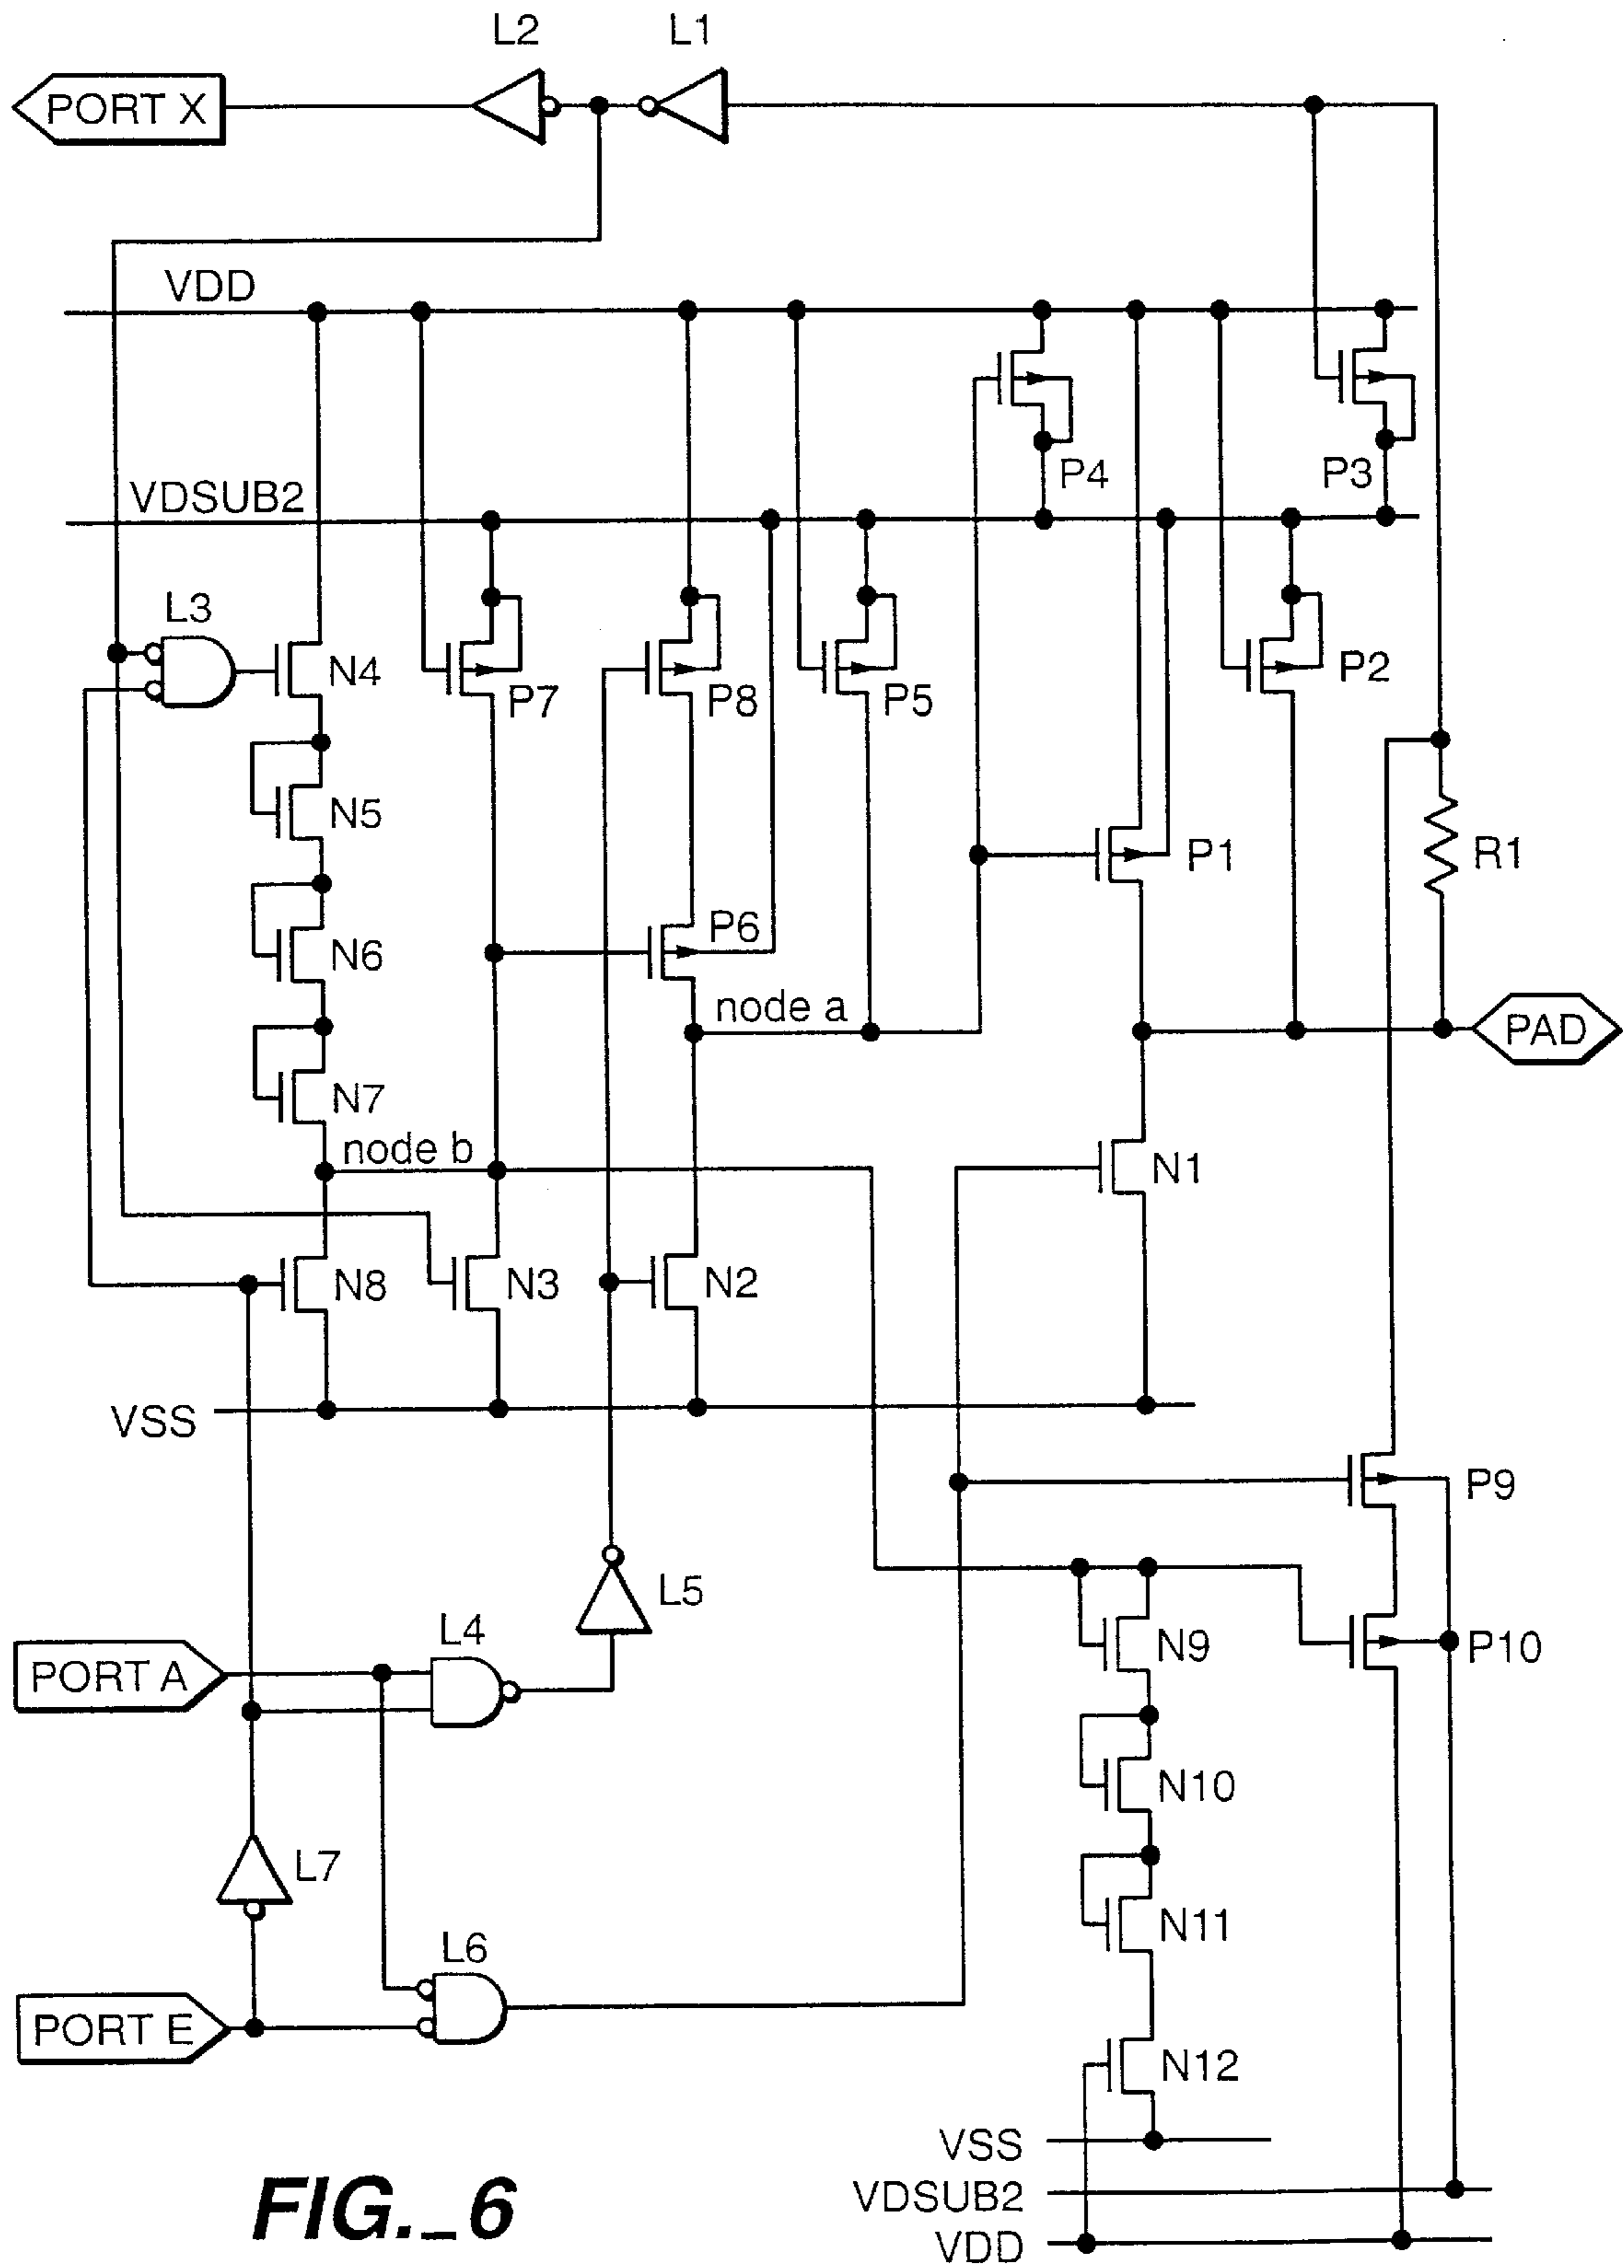 L2 L1
PORT X
VDD
P4 P3
VDSUB2
L3
N4 P7 P8 P5 P2
N5 P1 R1
N6 P6
node a
PAD
N7
node b N1
N8 N3 N2
VSS
P9
L5
L4
PORT A N9 P10
N10
L7
N11
L6
PORT E
N12
VSS
VDSUB2
VDD
FIG._6